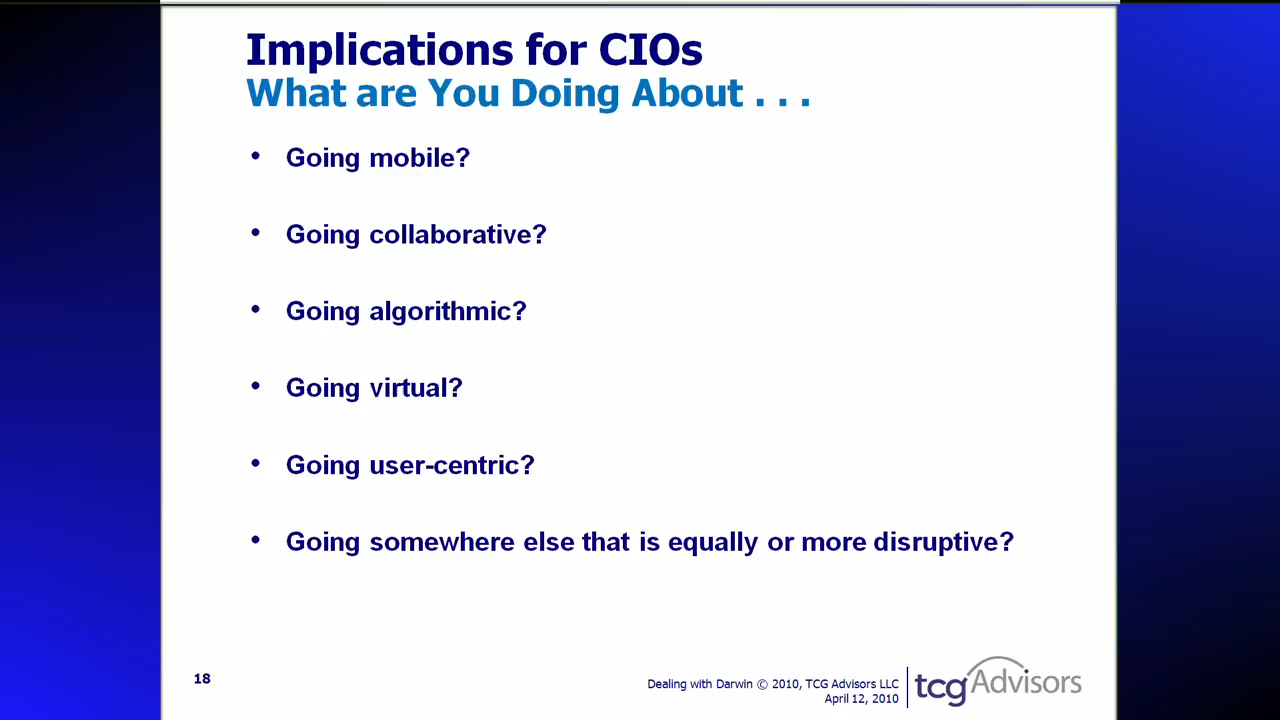 Implications for CIOs
What are You Doing About . . .
• Going mobile?
• Going collaborative?
• Going algorithmic?
• Going virtual?
• Going user-centric?
• Going somewhere else that is equally or more disruptive?
18
Dealing with Darwin © 2010, TCG Advisors LLC
April 12, 2010
tcgAdvisors